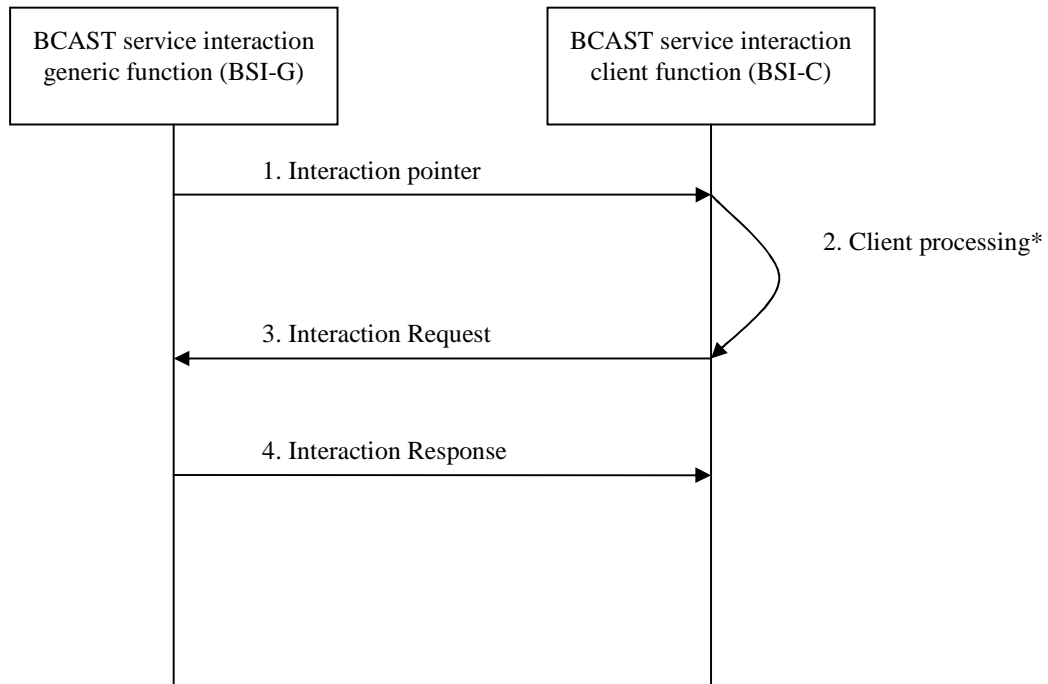 BCAST service interaction
generic function (BSI-G)
BCAST service interaction
client function (BSI-C)
1. Interaction pointer
2. Client processing*
3. Interaction Request
4. Interaction Response